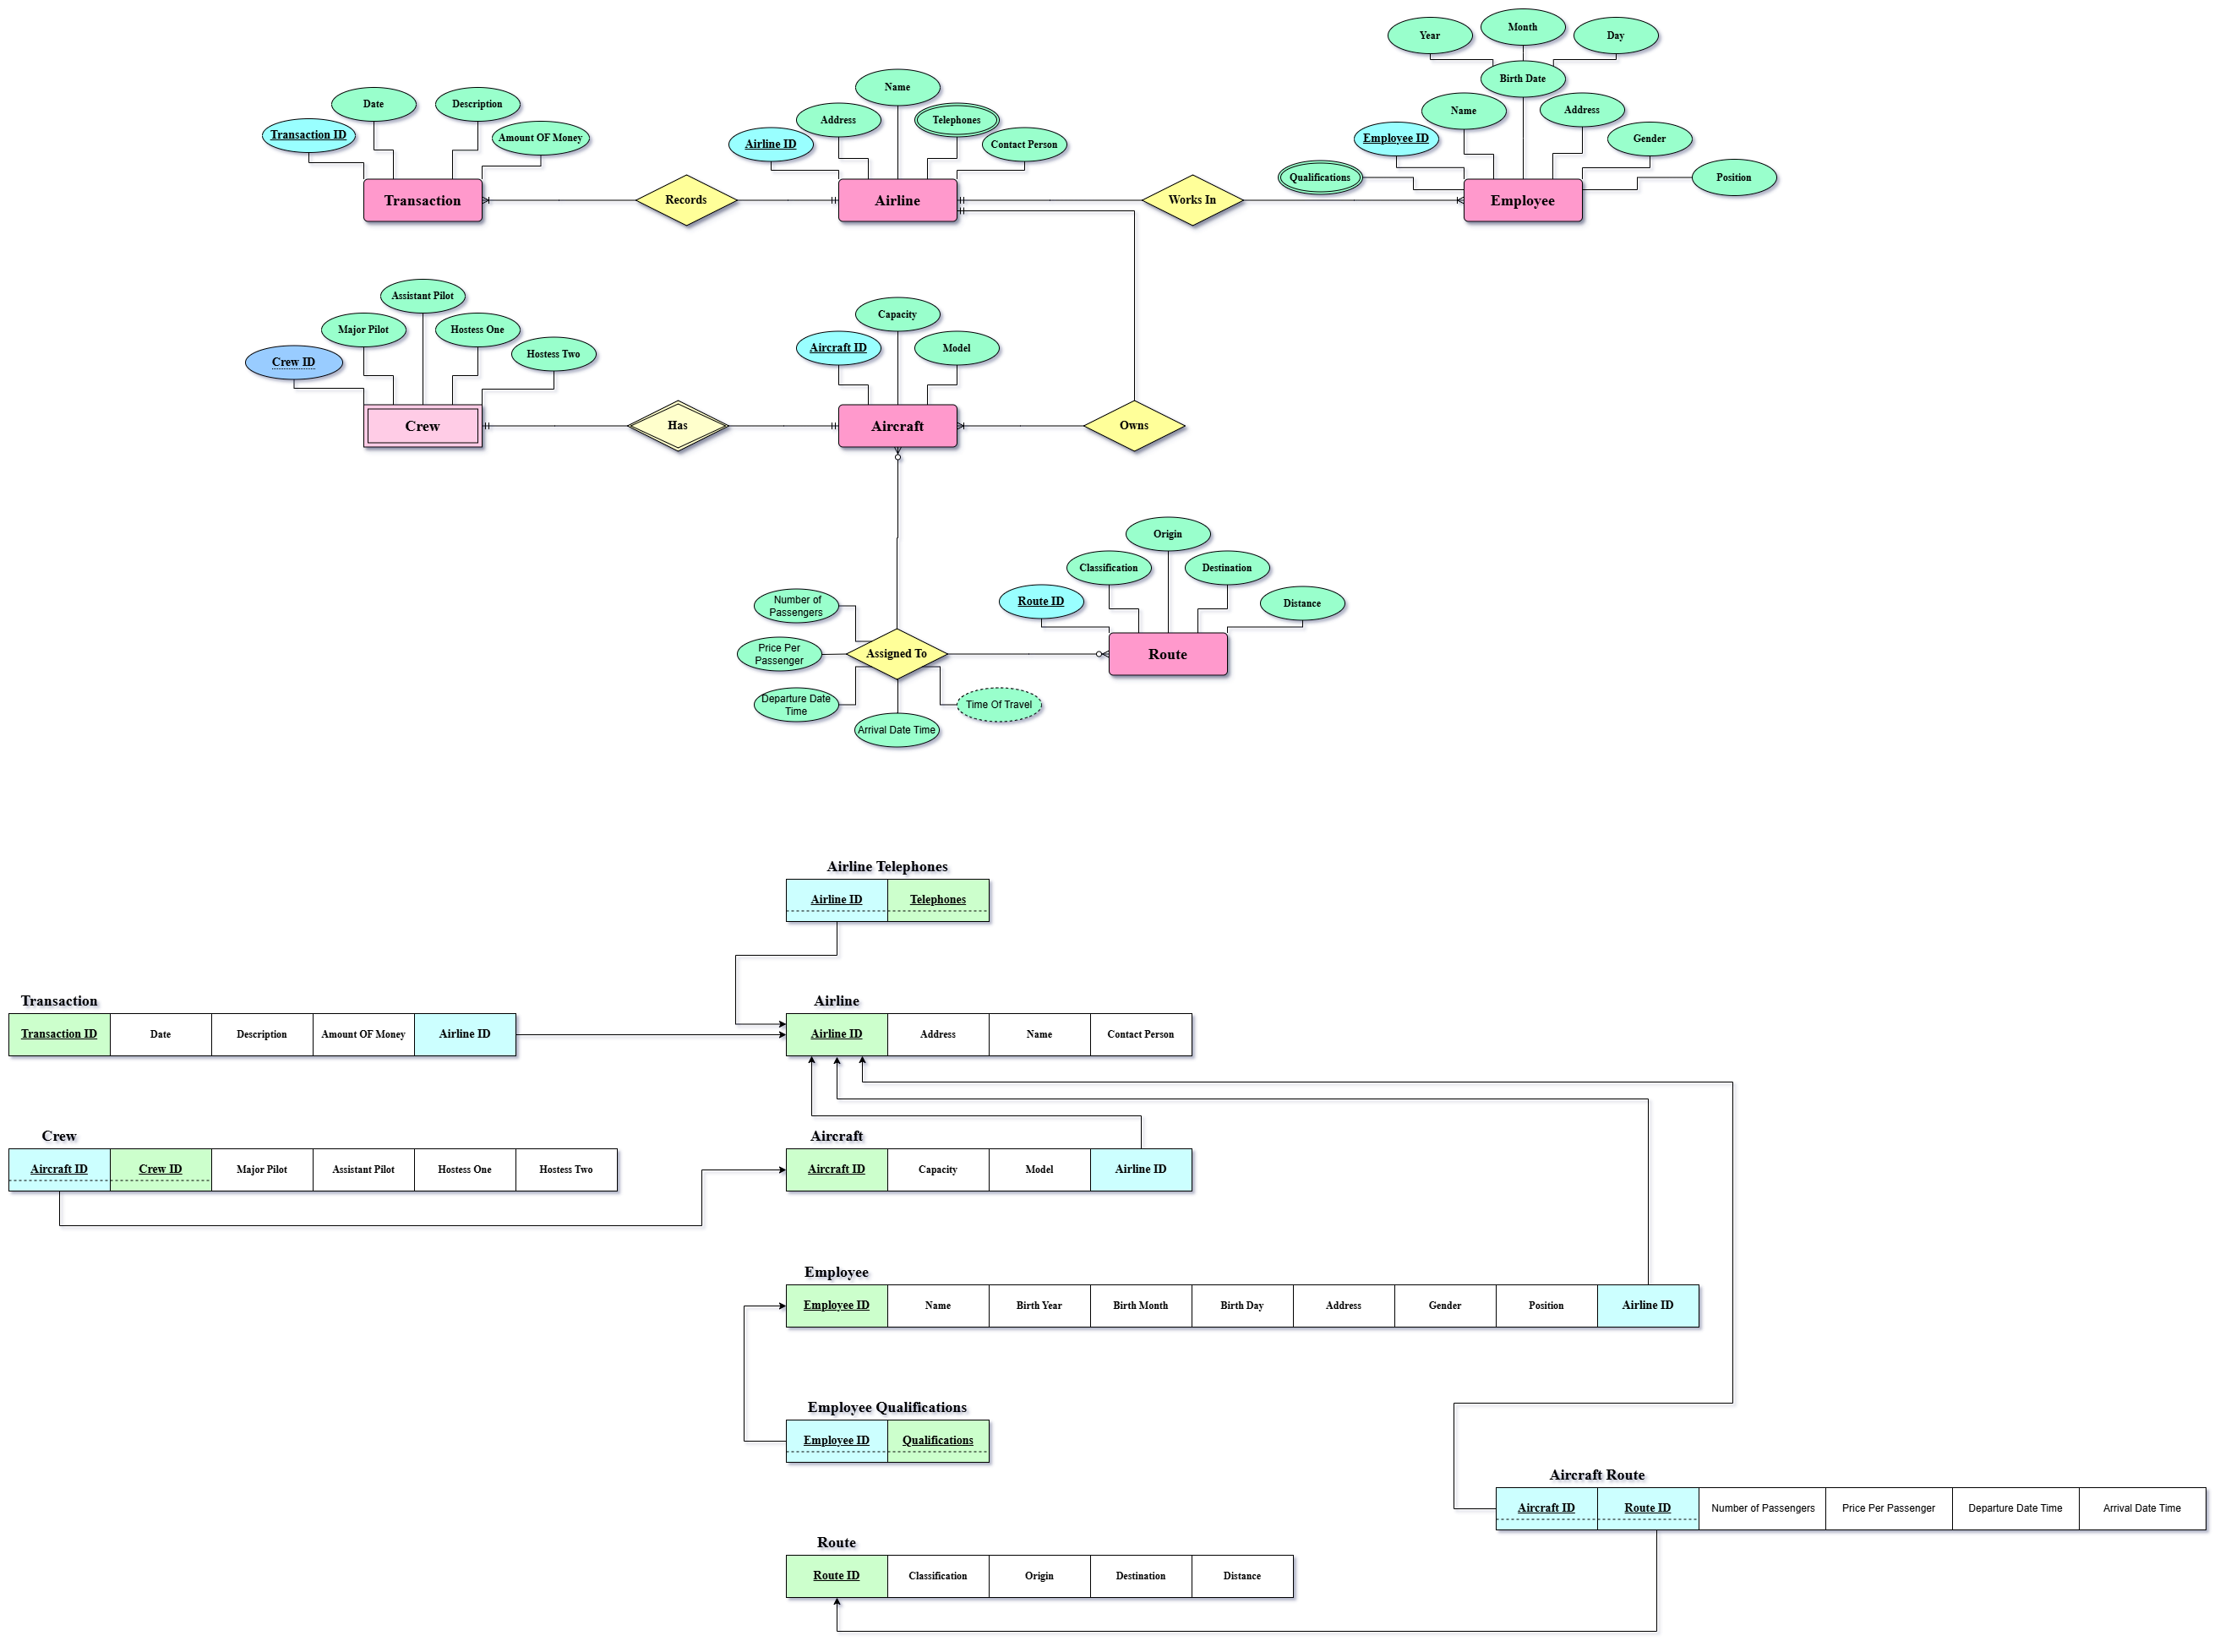 Year
Month
Day
Birth Date
Name
Address
Employee ID
Gender
Qualifications
Position
Employee
Works In
Name
Address
Telephones
Airline ID
Contact Person
Airline
Records
Date
Description
Transaction ID
Amount OF Money
Transaction
Assistant Pilot
Major Pilot
Hostess One
Crew ID
Hostess Two
Crew
Has
Capacity
Aircraft ID
Model
Aircraft
Owns
Origin
Classification
Destination
Route ID
Distance
Route
Number of
Passengers
Price Per
Passenger
Assigned To
Departure Date
Time
Arrival Date Time
Time Of Travel
Airline Telephones
Airline ID
Telephones
Transaction
Transaction ID
Date
Description
Amount OF Money
Airline ID
Airline
Airline ID
Address
Name
Contact Person
Crew
Aircraft ID
Crew ID
Major Pilot
Assistant Pilot
Hostess One
Hostess Two
Aircraft
Aircraft ID
Capacity
Model
Airline ID
Employee
Employee ID
Name
Birth Year
Birth Month
Birth Day
Address
Gender
Position
Airline ID
Employee Qualifications
Employee ID
Qualifications
Aircraft Route
Aircraft ID
Route ID
Number of Passengers
Price Per Passenger
Departure Date Time
Arrival Date Time
Route
Route ID
Classification
Origin
Destination
Distance